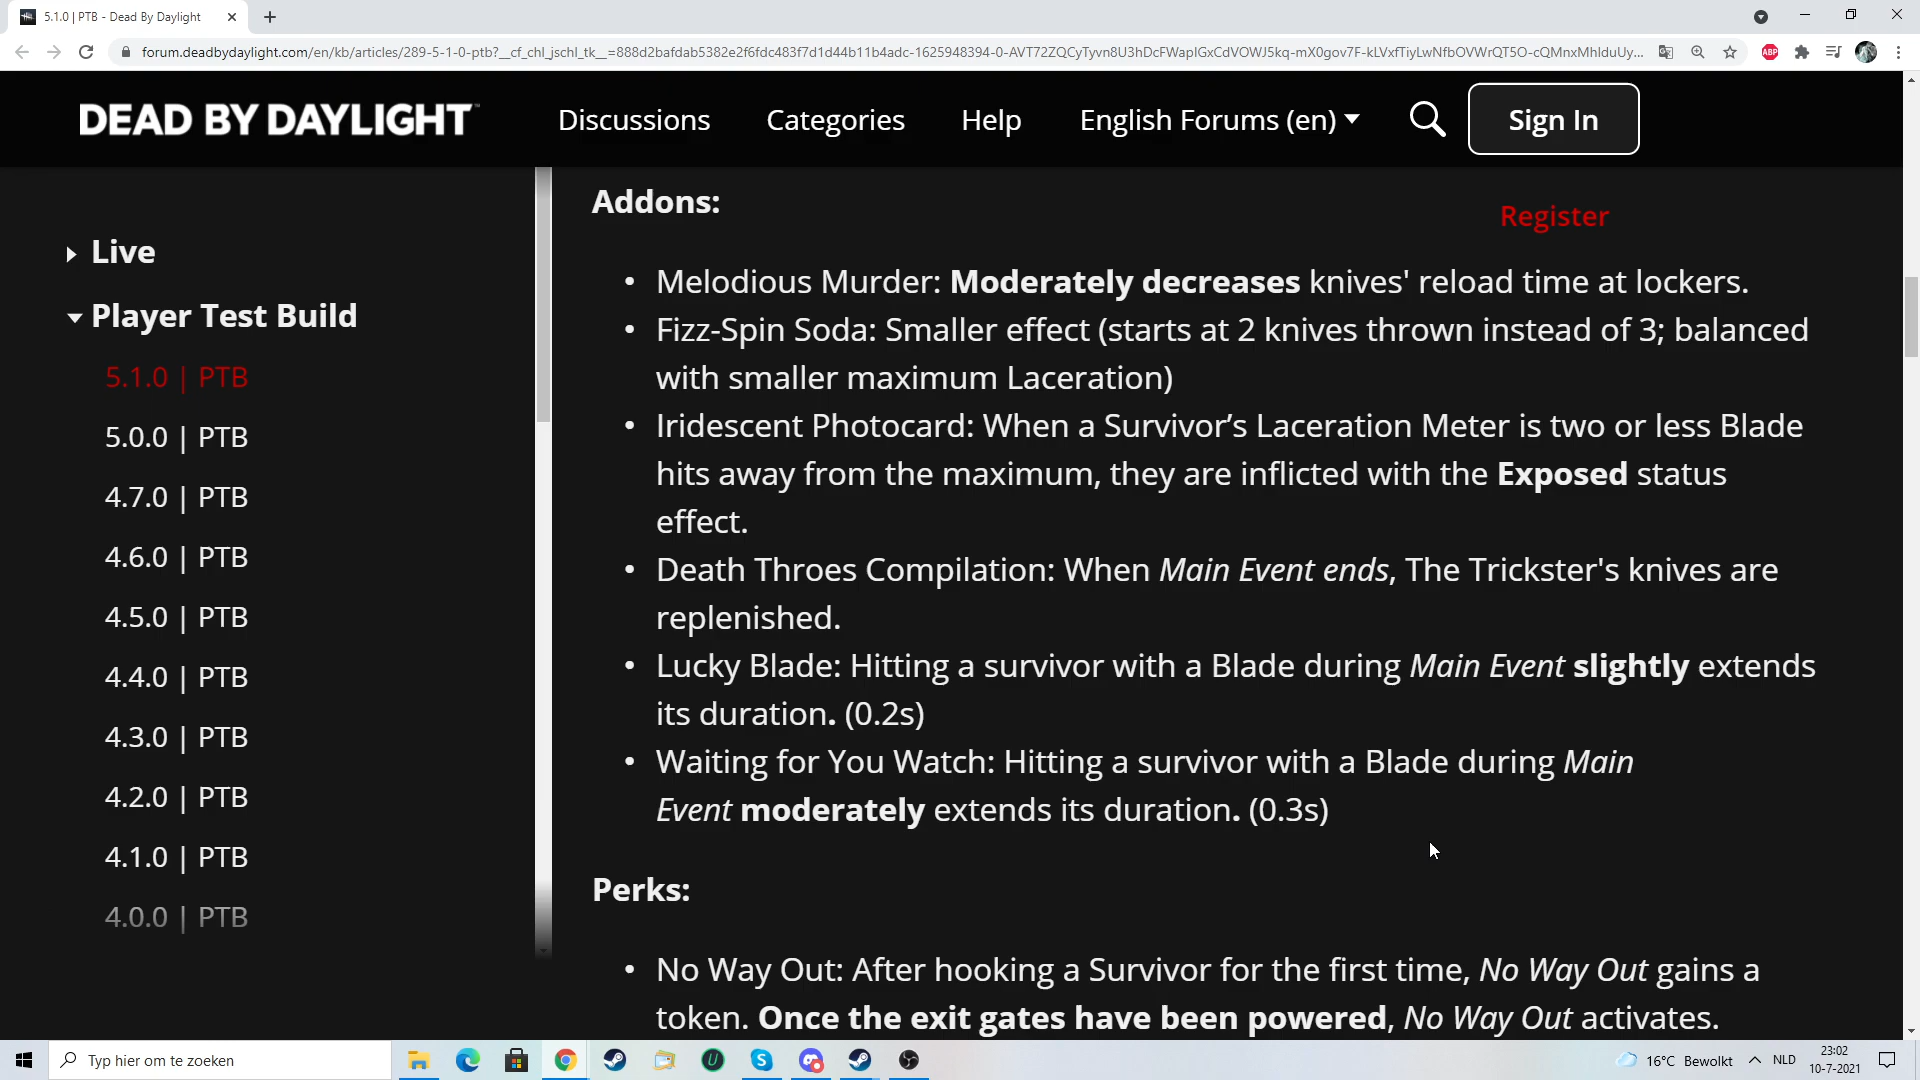 5.1.0 | PTB - Dead By Daylight
forum.deadbydaylight.com/en/kb/articles/289-5-1-0-ptb?__cf_chl_jschl_tk__=888d2bafdab5382e2f6fdc483f7d1d44b11b4adc-1625948394-0-AVT72ZQCyTyvn8U3hDcFWapIGxCdVOWJ5kq-mX0gov7F-kLVxfTiyLwNfbOVWrQT5O-cQMnxMhIduUy...
ABP
DEAD BY DAYLIGHT™
Discussions
Categories
Help
English Forums (en)
Sign In
Register
Live
Player Test Build
5.1.0 | PTB
5.0.0 | PTB
4.7.0 | PTB
4.6.0 | PTB
4.5.0 | PTB
4.4.0 | PTB
4.3.0 | PTB
4.2.0 | PTB
4.1.0 | PTB
4.0.0 | PTB
Addons:
• Melodious Murder: Moderately decreases knives' reload time at lockers.
• Fizz-Spin Soda: Smaller effect (starts at 2 knives thrown instead of 3; balanced
with smaller maximum Laceration)
• Iridescent Photocard: When a Survivor’s Laceration Meter is two or less Blade
hits away from the maximum, they are inflicted with the Exposed status
effect.
• Death Throes Compilation: When Main Event ends, The Trickster's knives are
replenished.
• Lucky Blade: Hitting a survivor with a Blade during Main Event slightly extends
its duration. (0.2s)
• Waiting for You Watch: Hitting a survivor with a Blade during Main
Event moderately extends its duration. (0.3s)
Perks:
• No Way Out: After hooking a Survivor for the first time, No Way Out gains a
token. Once the exit gates have been powered, No Way Out activates.
Typ hier om te zoeken
16°C Bewolkt
NLD
23:02
10-7-2021